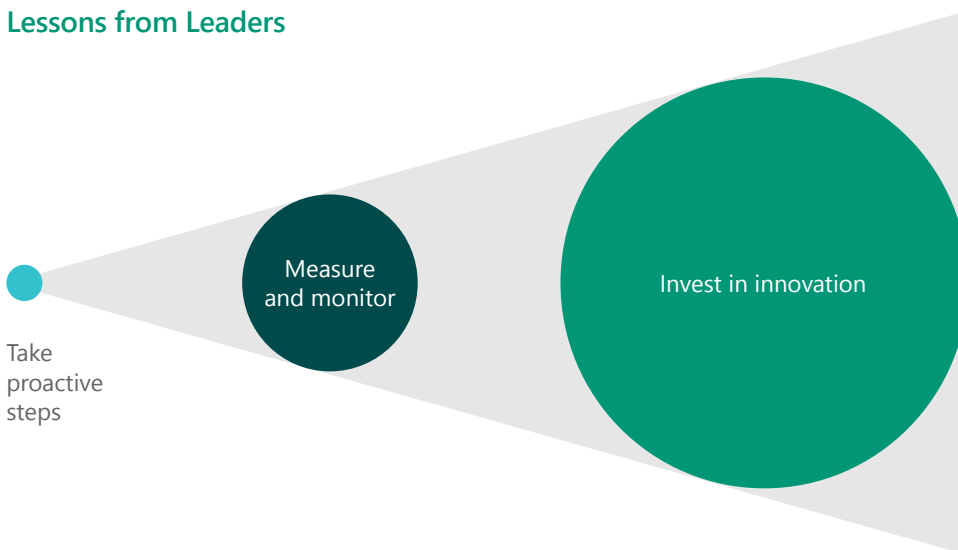 Lessons from Leaders
Take
proactive
steps
Measure
and monitor
Invest in innovation